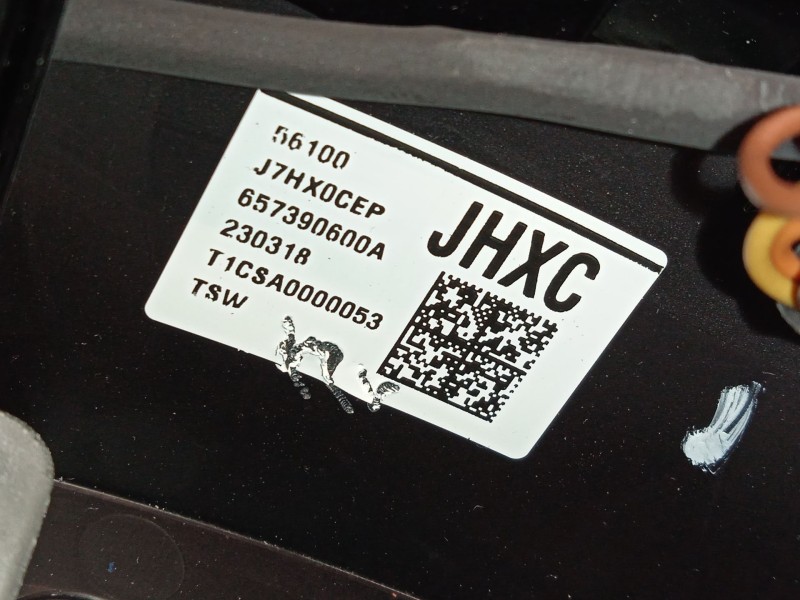 56100
J7HX0CEP
657390600A
230318
T1CSA0000053
TSW
JHXC